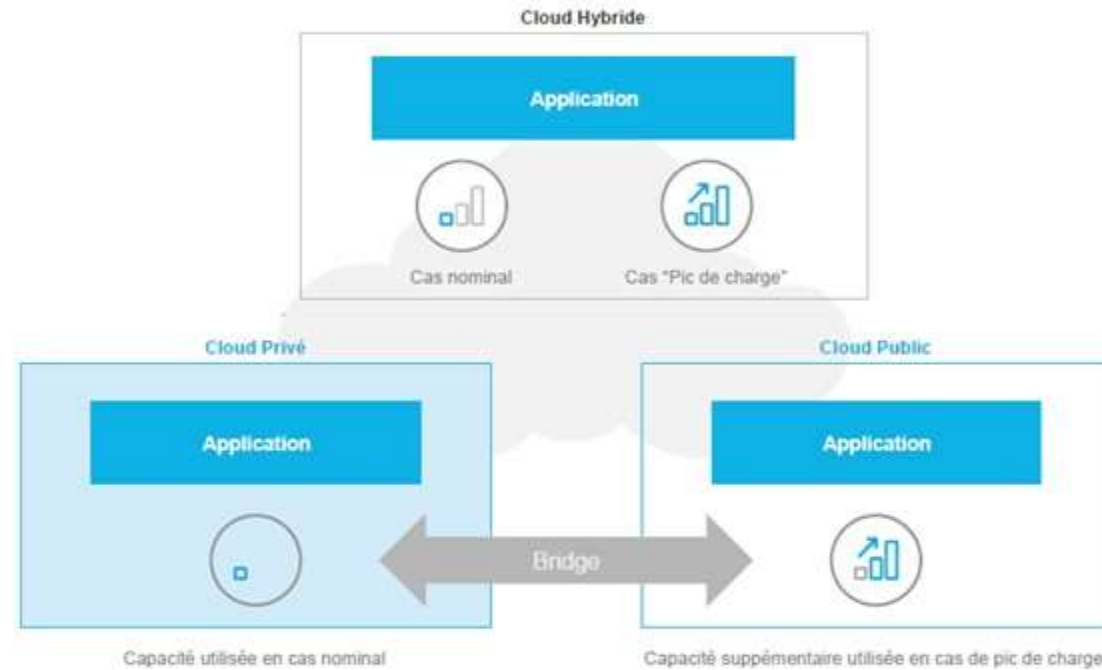 Cloud Hybride
Application
Cas nominal
Cas "Pic de charge"
Cloud Privé
Cloud Public
Application
Application
Bridge
Capacité utilisée en cas nominal
Capacité suppémentaire utilisée en cas de pic de charge